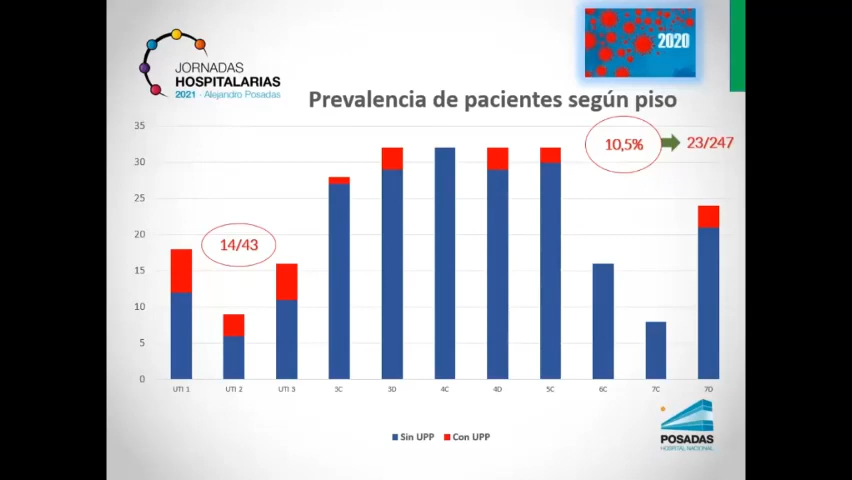 JORNADAS
HOSPITALARIAS
2021 · Alejandro Posadas
2020
Prevalencia de pacientes según piso
35
30
25
20
15
10
5
0
14/43
10,5%
23/247
UTI 1
UTI 2
UTI 3
3C
3D
4C
4D
5C
6C
7C
7D
Sin UPP
Con UPP
POSADAS
HOSPITAL NACIONAL